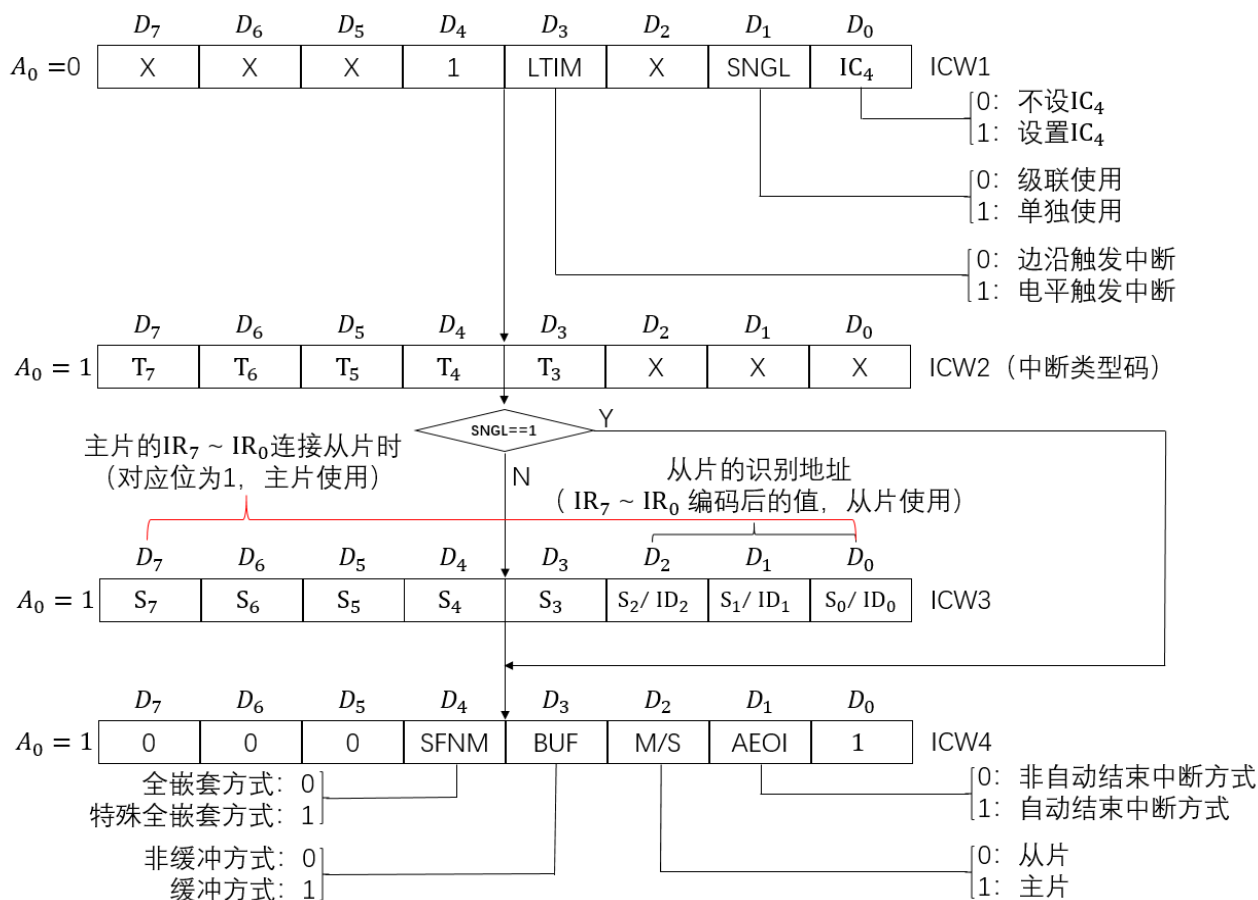 D₇ D₆ D₅ D₄ D₃ D₂ D₁ D₀
A₀ =0 X X X 1 LTIM X SNGL IC₄ ICW1
0：不设IC₄
1：设置IC₄
0：级联使用
1：单独使用
0：边沿触发中断
1：电平触发中断
D₇ D₆ D₅ D₄ D₃ D₂ D₁ D₀
A₀ = 1 T₇ T₆ T₅ T₄ T₃ X X X ICW2（中断类型码）
SNGL==1 Y
N
主片的IR₇ ~ IR₀连接从片时
（对应位为1，主片使用）
从片的识别地址
（ IR₇ ~ IR₀ 编码后的值，从片使用）
D₇ D₆ D₅ D₄ D₃ D₂ D₁ D₀
A₀ = 1 S₇ S₆ S₅ S₄ S₃ S₂/ ID₂ S₁/ ID₁ S₀/ ID₀ ICW3
D₇ D₆ D₅ D₄ D₃ D₂ D₁ D₀
A₀ = 1 0 0 0 SFNM BUF M/S AEOI 1 ICW4
全嵌套方式：0
特殊全嵌套方式：1
非缓冲方式：0
缓冲方式：1
0：非自动结束中断方式
1：自动结束中断方式
0：从片
1：主片